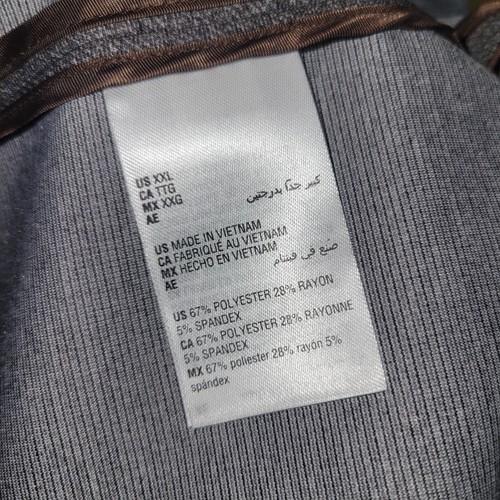 US XXL
CA TTG
MX XXG
AE كبير جدًا بدرجتين
US MADE IN VIETNAM
CA FABRIQUÉ AU VIETNAM
MX HECHO EN VIETNAM
AE صنع في فيتنام
US 67% POLYESTER 28% RAYON
5% SPANDEX
CA 67% POLYESTER 28% RAYONNE
5% SPANDEX
MX 67% poliester 28% rayón 5%
spándex